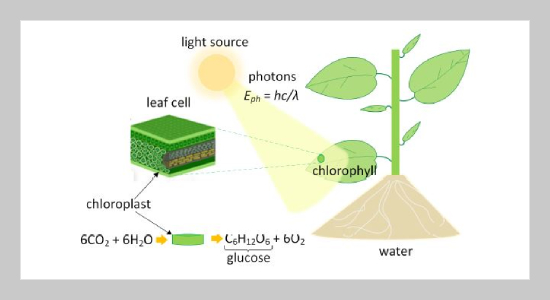 light source
photons
E_ph = hc/λ
leaf cell
chlorophyll
chloroplast
6CO₂ + 6H₂O
C₆H₁₂O₆ + 6O₂
glucose
water